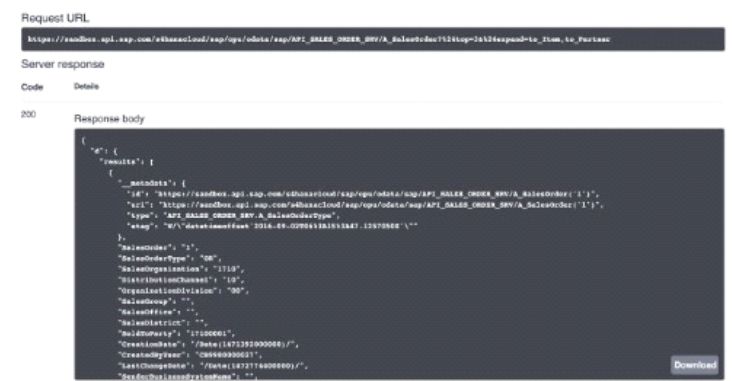 Request URL
https://sandbox.api.sap.com/s4hanacloud/sap/opu/odata/sap/API_SALES_ORDER_SRV/A_SalesOrder?%24top=2&%24expand=to_Item,to_Partner
Server response
Code Details
200 Response body
{
"d": {
"results": [
{
"__metadata": {
"id": "https://sandbox.api.sap.com/s4hanacloud/sap/opu/odata/sap/API_SALES_ORDER_SRV/A_SalesOrder('1')",
"uri": "https://sandbox.api.sap.com/s4hanacloud/sap/opu/odata/sap/API_SALES_ORDER_SRV/A_SalesOrder('1')",
"type": "API_SALES_ORDER_SRV.A_SalesOrderType",
"etag":
},
"SalesOrder": "1",
"SalesOrderType": "OR",
"SalesOrganization": "1710",
"DistributionChannel": "10",
"OrganizationDivision": "00",
"SalesGroup": "",
"SalesOffice": "",
"SalesDistrict": "",
"SoldToParty": "17100001",
"CreationDate":
"CreatedByUser":
"LastChangeDate":
"SenderBusinessSystemName": "",
Download